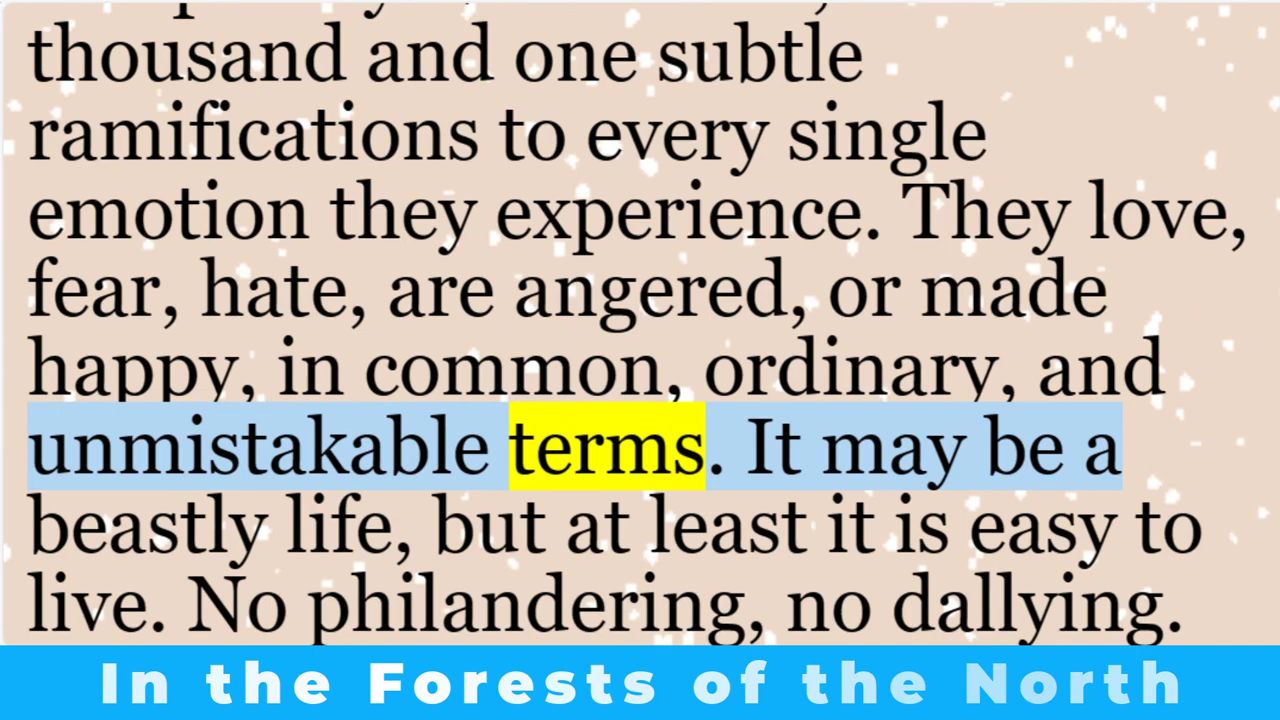 thousand and one subtle
ramifications to every single
emotion they experience. They love,
fear, hate, are angered, or made
happy, in common, ordinary, and
unmistakable terms. It may be a
beastly life, but at least it is easy to
live. No philandering, no dallying.
In the Forests of the North